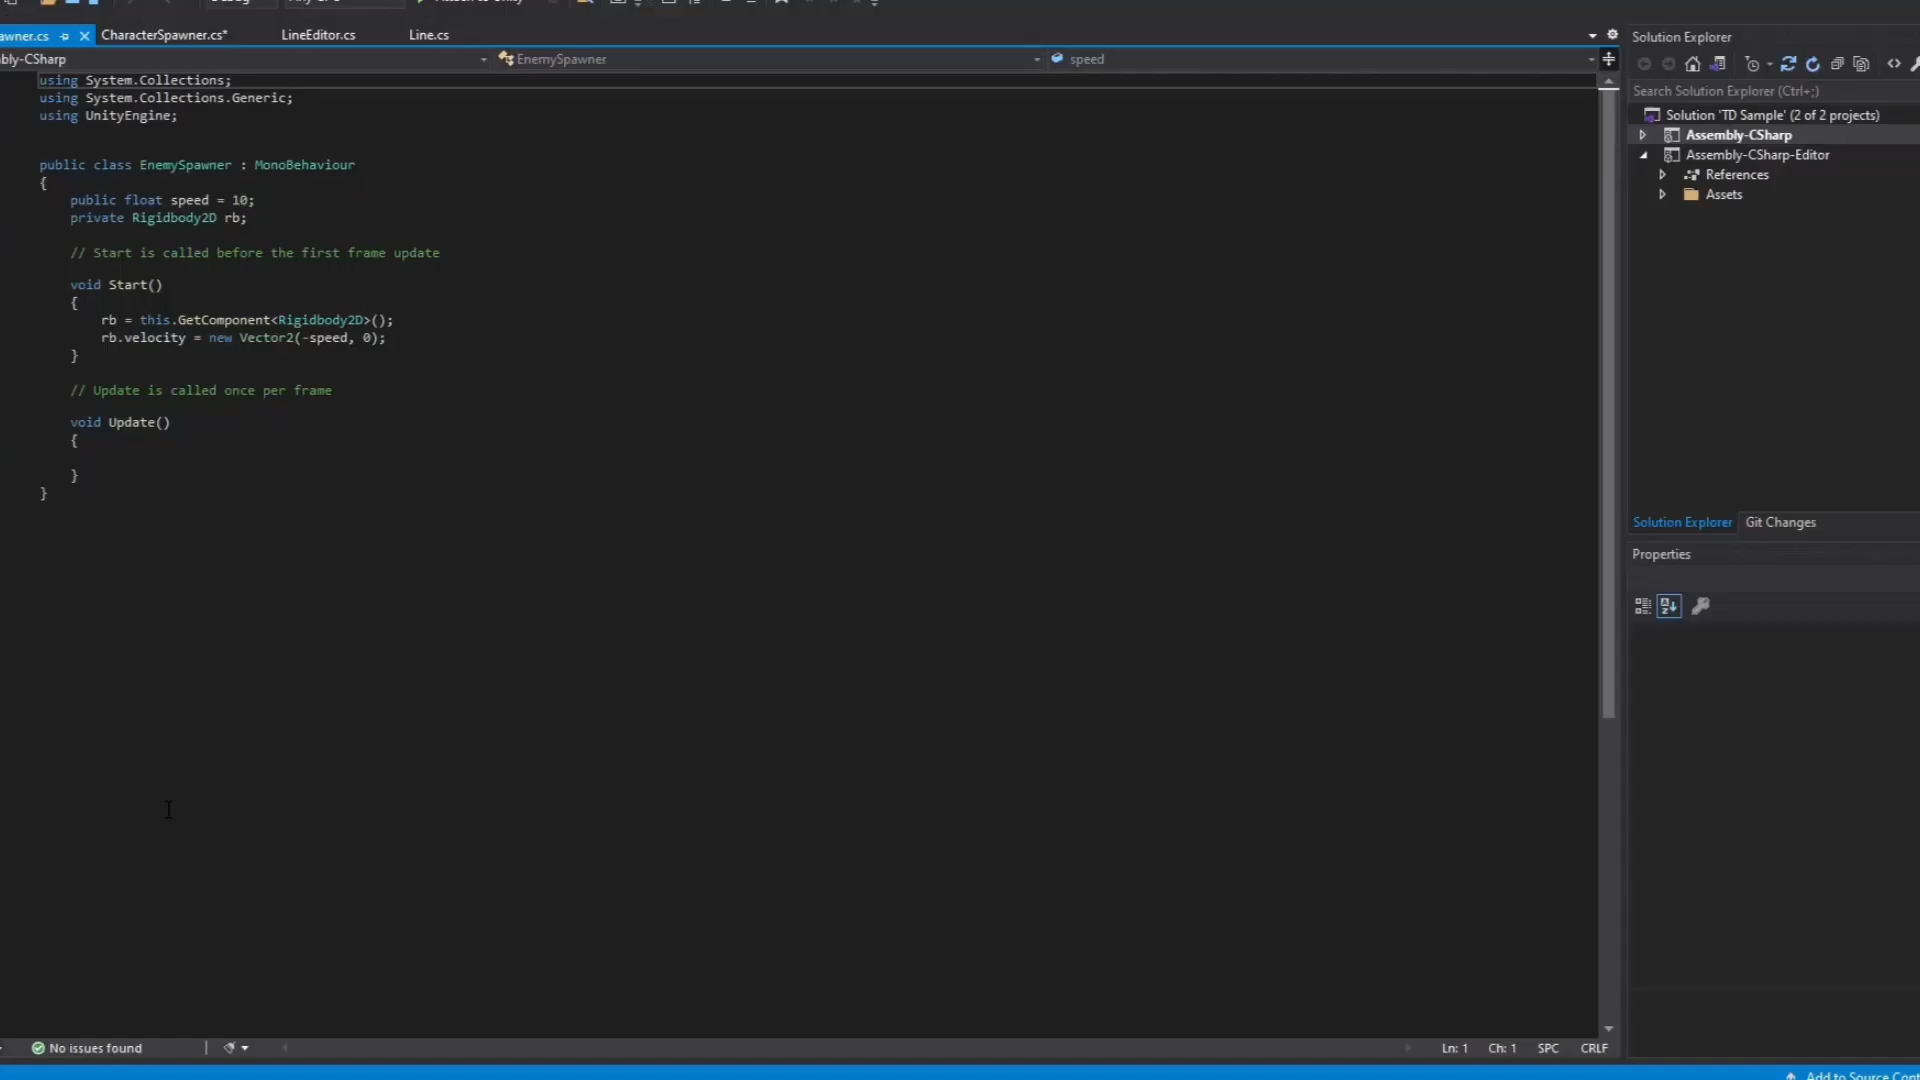 Attach to Unity
awner.cs
CharacterSpawner.cs*
LineEditor.cs
Line.cs
bly-CSharp
EnemySpawner
speed
using System.Collections;
using System.Collections.Generic;
using UnityEngine;
public class EnemySpawner : MonoBehaviour
{
public float speed = 10;
private Rigidbody2D rb;
// Start is called before the first frame update
void Start()
{
rb = this.GetComponent<Rigidbody2D>();
rb.velocity = new Vector2(-speed, 0);
}
// Update is called once per frame
void Update()
{
}
}
Solution Explorer
Search Solution Explorer (Ctrl+;)
Solution 'TD Sample' (2 of 2 projects)
Assembly-CSharp
Assembly-CSharp-Editor
References
Assets
Solution Explorer
Git Changes
Properties
No issues found
Ln: 1
Ch: 1
SPC
CRLF
Add to Source Cont